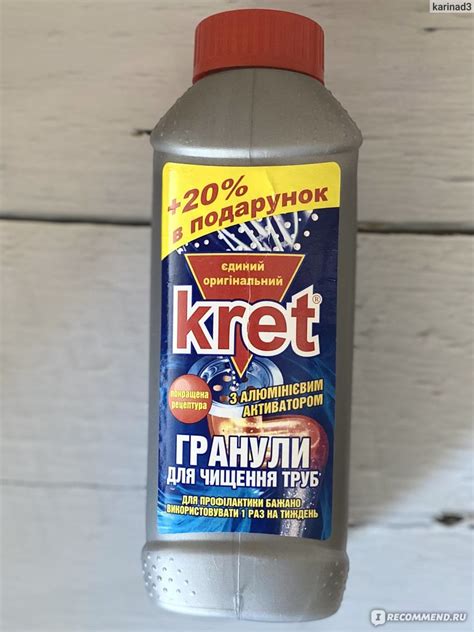 karinad3
+20%
в подарунок
єдиний
оригінальний
kret®
покращена
рецептура
З АЛЮМІНІЄВИМ
АКТИВАТОРОМ
ГРАНУЛИ
ДЛЯ ЧИЩЕННЯ ТРУБ
ДЛЯ ПРОФІЛАКТИКИ БАЖАНО
ВИКОРИСТОВУВАТИ 1 РАЗ НА ТИЖДЕНЬ
I RECOMMEND.RU